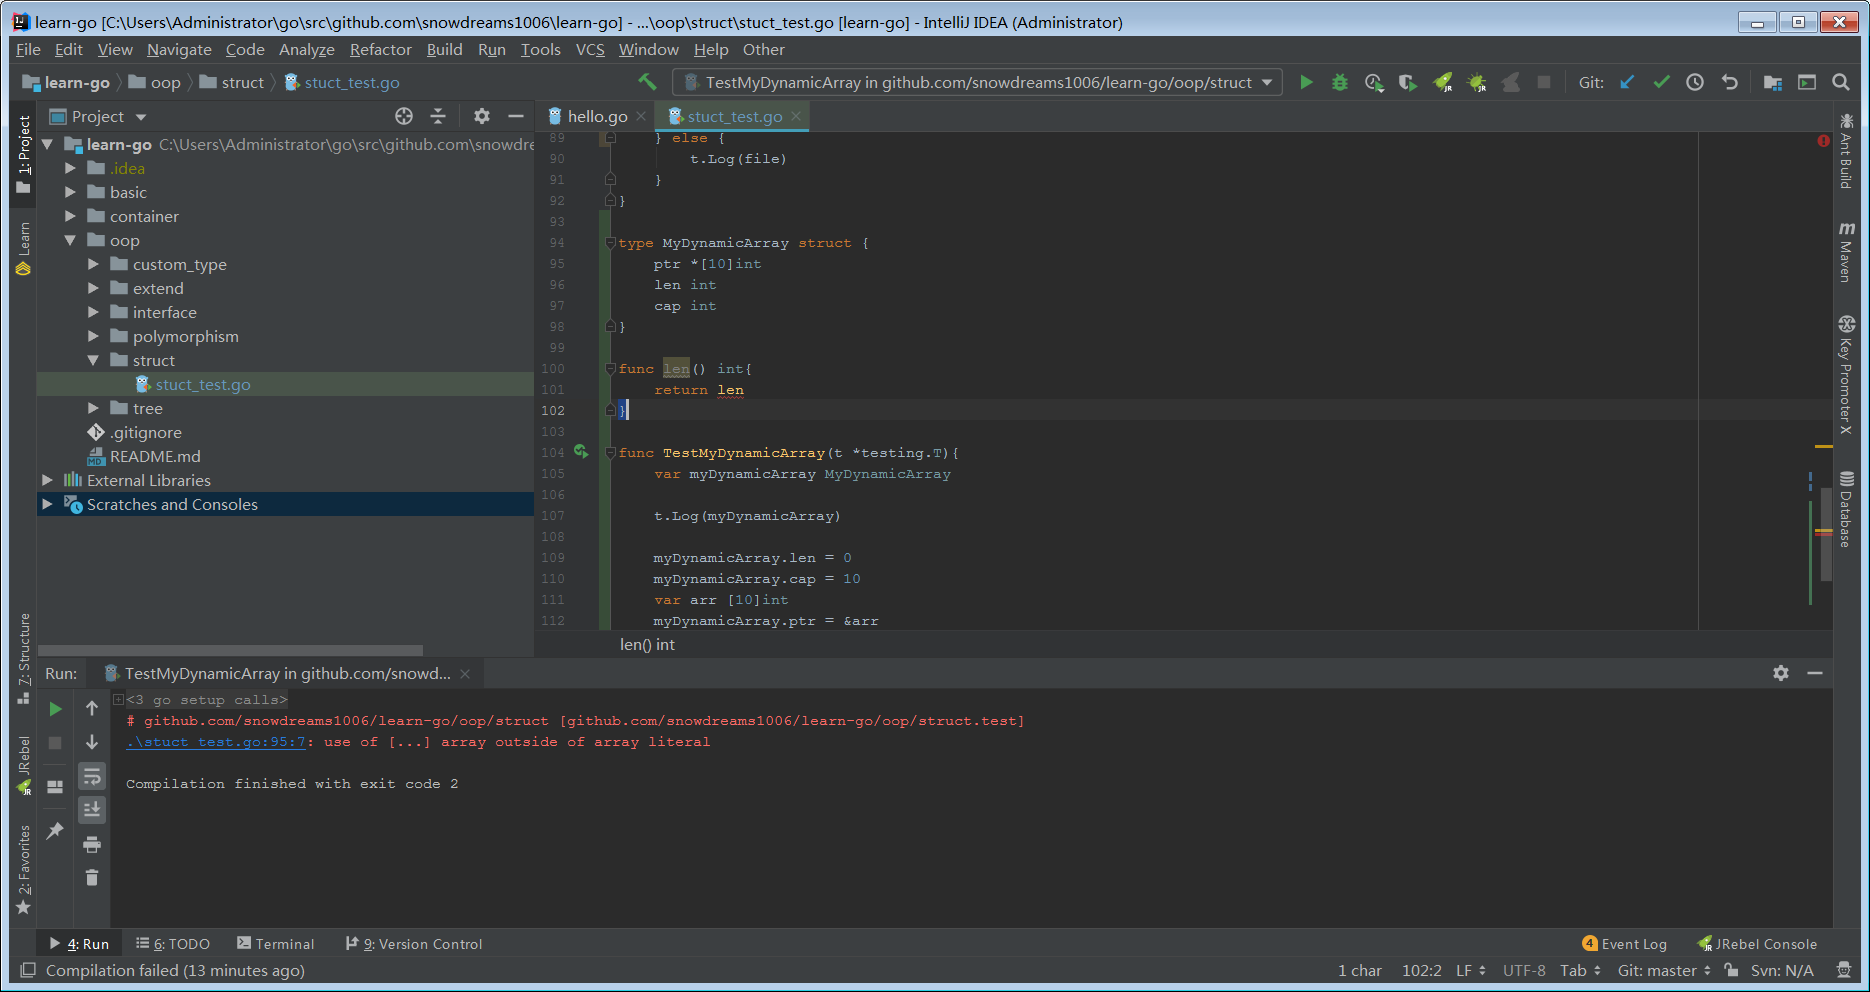 learn-go [C:\Users\Administrator\go\src\github.com\snowdreams1006\learn-go] - ...\oop\struct\stuct_test.go [learn-go] - IntelliJ IDEA (Administrator)
File Edit View Navigate Code Analyze Refactor Build Run Tools VCS Window Help Other
learn-go oop struct stuct_test.go TestMyDynamicArray in github.com/snowdreams1006/learn-go/oop/struct Git:
Project
hello.go stuct_test.go
1: Project
Learn
Z: Structure
JRebel
2: Favorites
learn-go C:\Users\Administrator\go\src\github.com\snowdre
.idea
basic
container
oop
custom_type
extend
interface
polymorphism
struct
stuct_test.go
tree
.gitignore
README.md
External Libraries
Scratches and Consoles
89 } else {
90 t.Log(file)
91 }
92 }
93
94 type MyDynamicArray struct {
95 ptr *[10]int
96 len int
97 cap int
98 }
99
100 func len() int{
101 return len
102 }
103
104 func TestMyDynamicArray(t *testing.T){
105 var myDynamicArray MyDynamicArray
106
107 t.Log(myDynamicArray)
108
109 myDynamicArray.len = 0
110 myDynamicArray.cap = 10
111 var arr [10]int
112 myDynamicArray.ptr = &arr
len() int
Ant Build
Maven
Key Promoter X
Database
Run: TestMyDynamicArray in github.com/snowd...
<3 go setup calls>
# github.com/snowdreams1006/learn-go/oop/struct [github.com/snowdreams1006/learn-go/oop/struct.test]
.\stuct_test.go:95:7: use of [...] array outside of array literal
Compilation finished with exit code 2
4: Run 6: TODO Terminal 9: Version Control 4 Event Log JRebel Console
Compilation failed (13 minutes ago) 1 char 102:2 LF UTF-8 Tab Git: master Svn: N/A